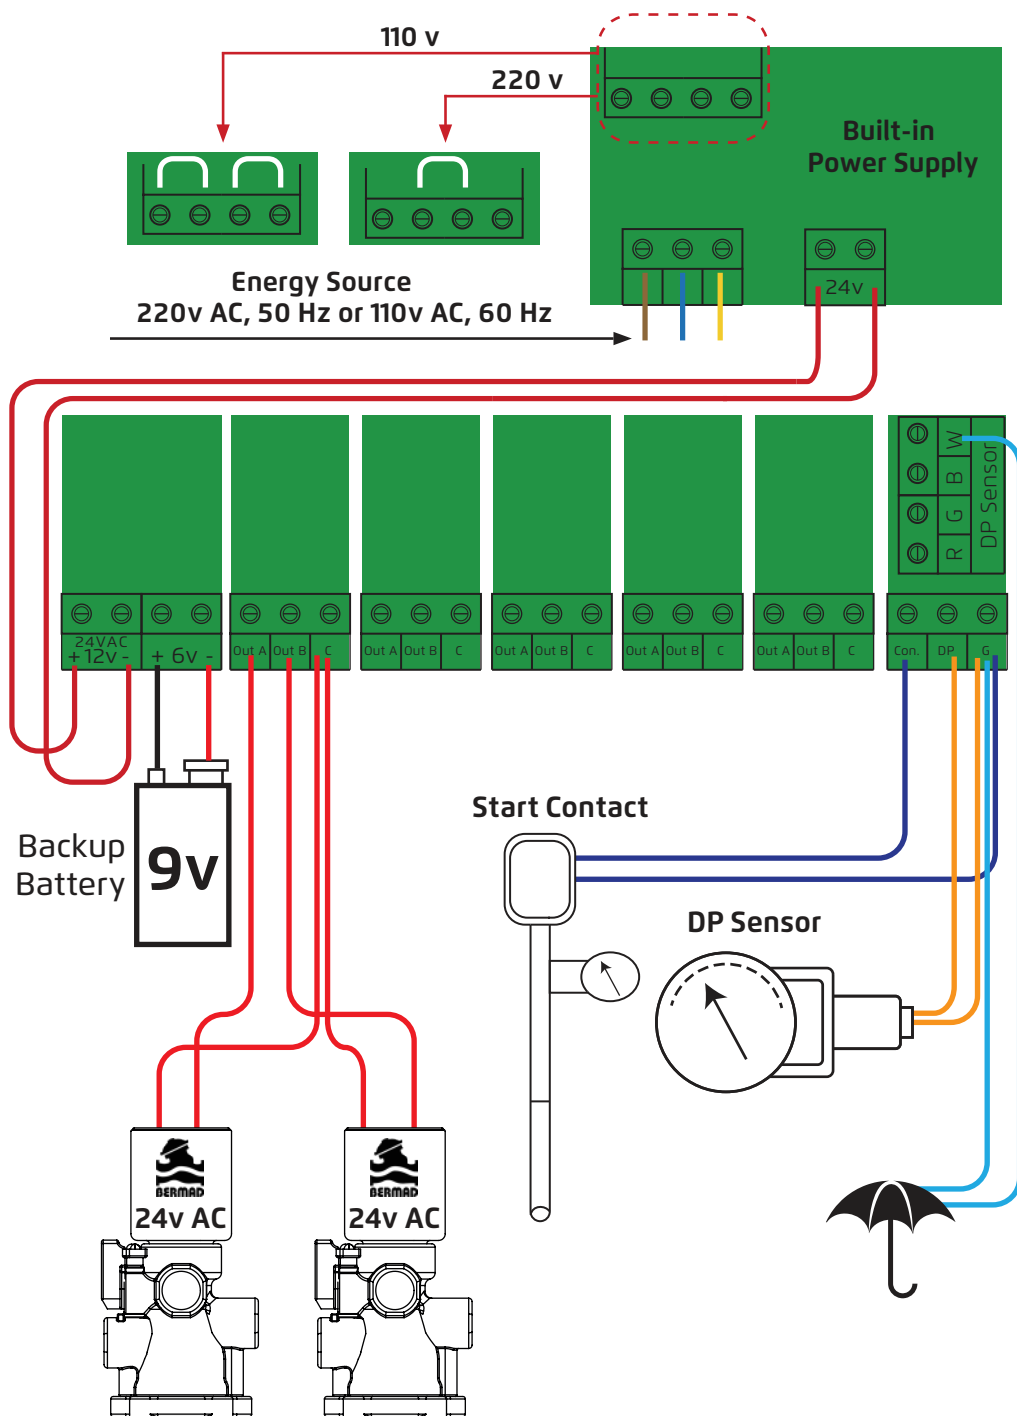 110 v
220 v
Built-in
Power Supply
24v
Energy Source
220v AC, 50 Hz or 110v AC, 60 Hz
W
B
G
R
DP Sensor
24VAC
+ 12v -
+ 6v -
Out A Out B C
Out A Out B C
Out A Out B C
Out A Out B C
Out A Out B C
Con. DP G
Start Contact
Backup
Battery
9v
DP Sensor
BERMAD
24v AC
BERMAD
24v AC